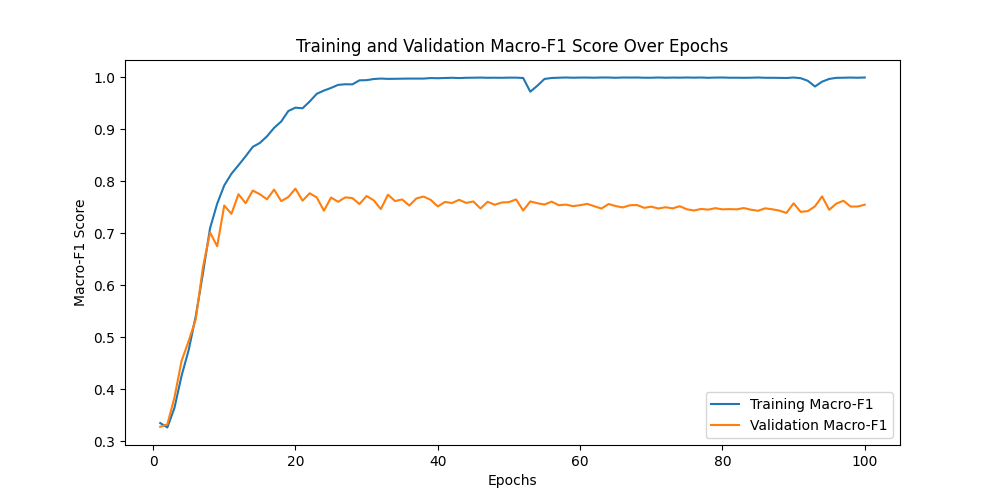 Training and Validation Macro-F1 Score Over Epochs
Macro-F1 Score
1.0
0.9
0.8
0.7
0.6
0.5
0.4
0.3
0
20
40
60
80
100
Epochs
Training Macro-F1
Validation Macro-F1